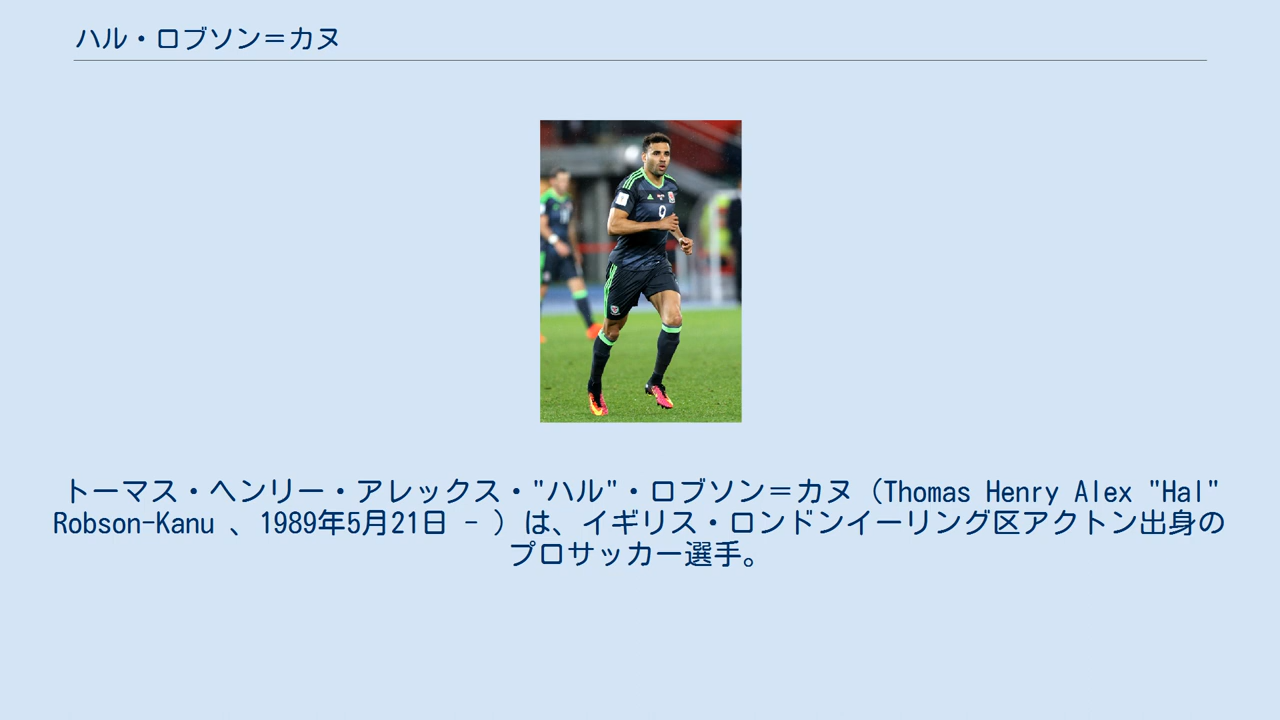 ハル・ロブソン＝カヌ
9
トーマス・ヘンリー・アレックス・"ハル"・ロブソン＝カヌ（Thomas Henry Alex "Hal"
Robson-Kanu 、1989年5月21日 - ）は、イギリス・ロンドンイーリング区アクトン出身の
プロサッカー選手。